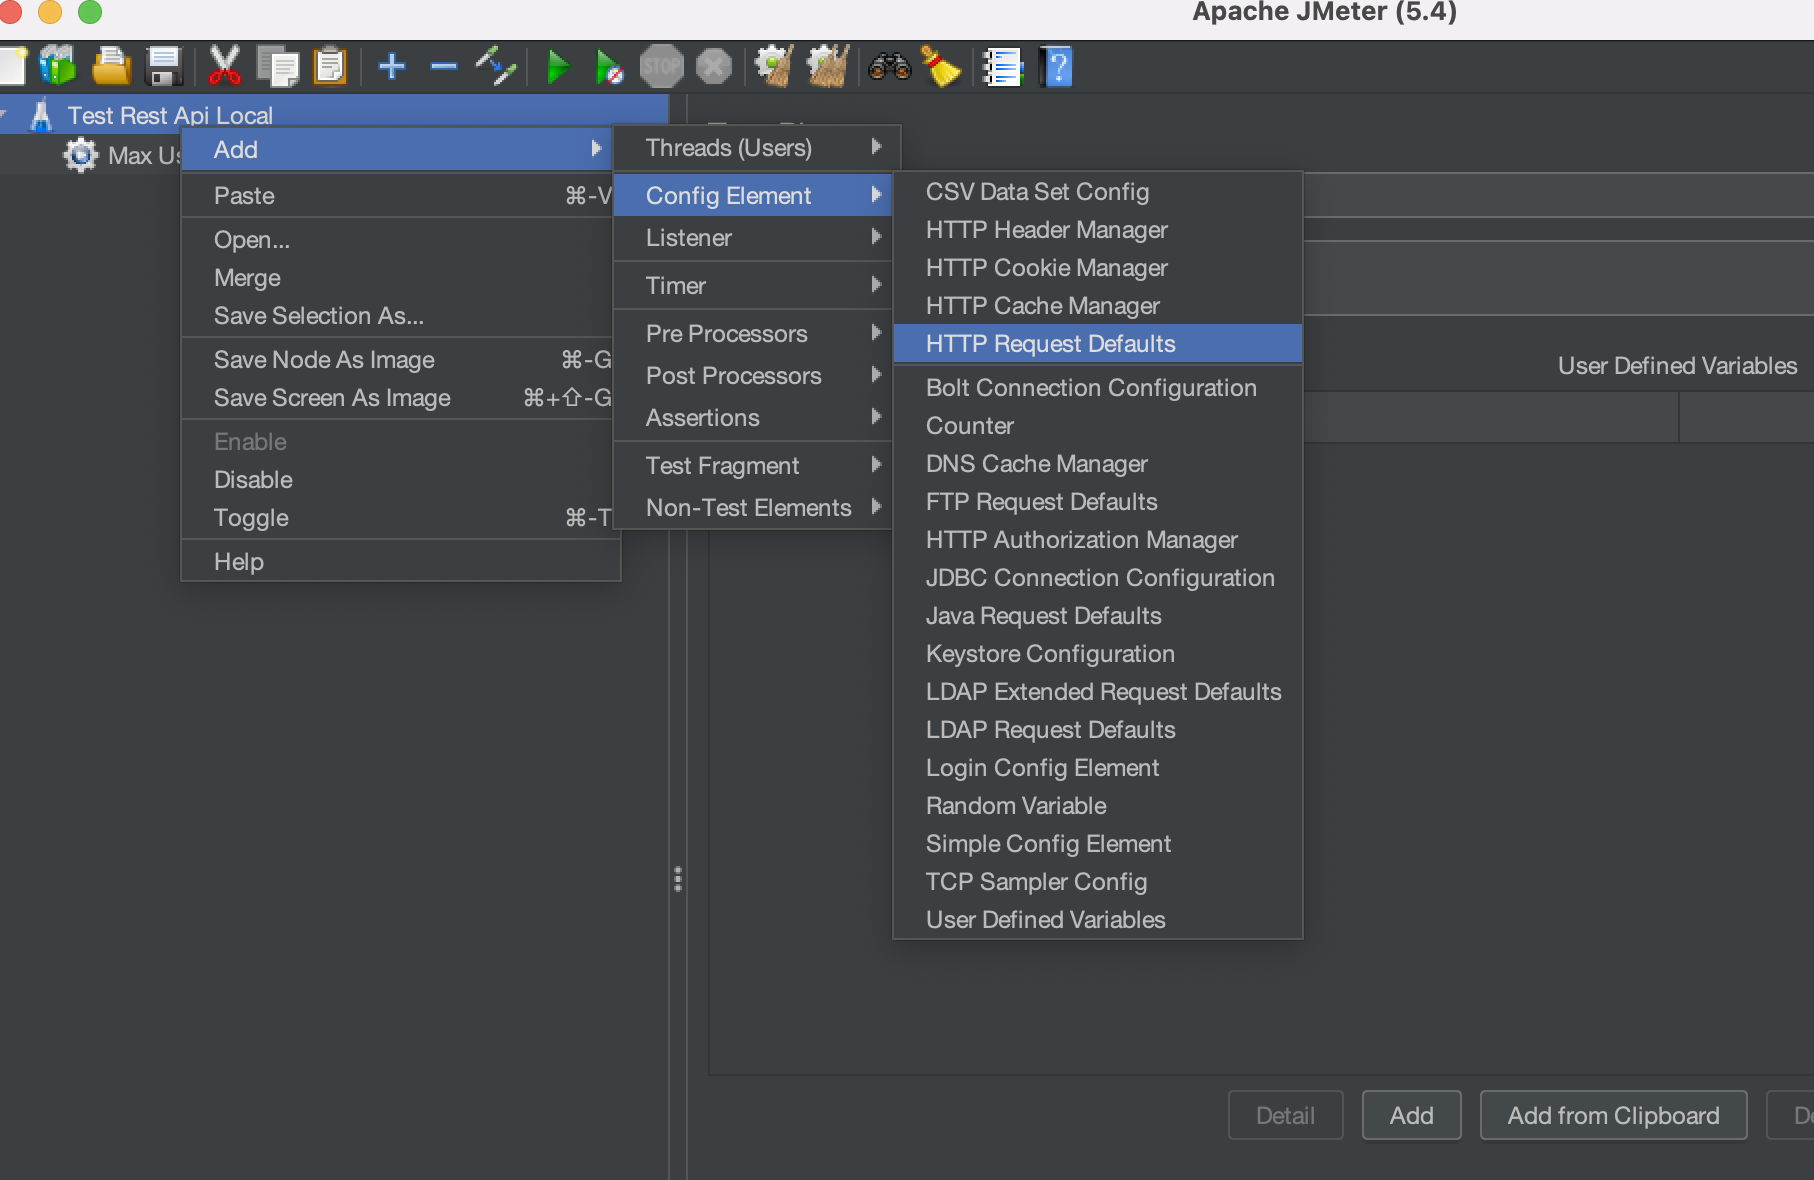 Apache JMeter (5.4)
STOP
?
Test Rest Api Local
Max Us
Add
Paste ⌘-V
Open...
Merge
Save Selection As...
Save Node As Image ⌘-G
Save Screen As Image ⌘+⇧-G
Enable
Disable
Toggle ⌘-T
Help
Threads (Users)
Config Element
Listener
Timer
Pre Processors
Post Processors
Assertions
Test Fragment
Non-Test Elements
CSV Data Set Config
HTTP Header Manager
HTTP Cookie Manager
HTTP Cache Manager
HTTP Request Defaults
Bolt Connection Configuration
Counter
DNS Cache Manager
FTP Request Defaults
HTTP Authorization Manager
JDBC Connection Configuration
Java Request Defaults
Keystore Configuration
LDAP Extended Request Defaults
LDAP Request Defaults
Login Config Element
Random Variable
Simple Config Element
TCP Sampler Config
User Defined Variables
User Defined Variables
Detail
Add
Add from Clipboard